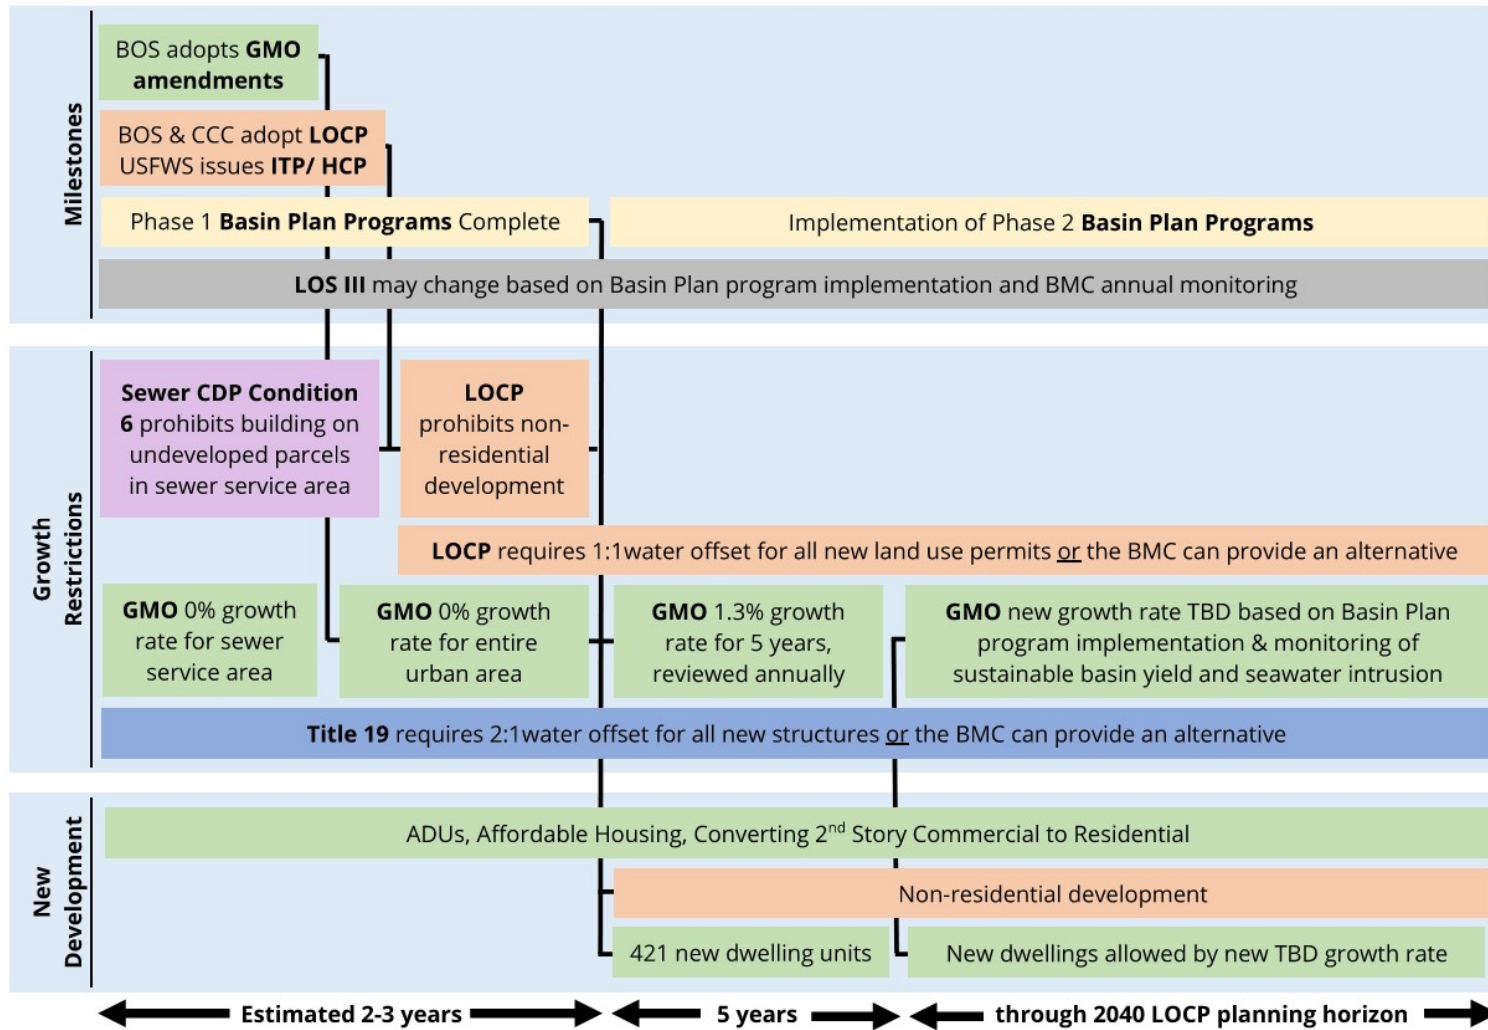 Milestones
BOS adopts GMO
amendments
BOS & CCC adopt LOCP
USFWS issues ITP/ HCP
Phase 1 Basin Plan Programs Complete
Implementation of Phase 2 Basin Plan Programs
LOS III may change based on Basin Plan program implementation and BMC annual monitoring
Growth
Restrictions
Sewer CDP Condition
6 prohibits building on
undeveloped parcels
in sewer service area
LOCP
prohibits non-
residential
development
LOCP requires 1:1water offset for all new land use permits or the BMC can provide an alternative
GMO 0% growth
rate for sewer
service area
GMO 0% growth
rate for entire
urban area
GMO 1.3% growth
rate for 5 years,
reviewed annually
GMO new growth rate TBD based on Basin Plan
program implementation & monitoring of
sustainable basin yield and seawater intrusion
Title 19 requires 2:1water offset for all new structures or the BMC can provide an alternative
New
Development
ADUs, Affordable Housing, Converting 2nd Story Commercial to Residential
Non-residential development
421 new dwelling units
New dwellings allowed by new TBD growth rate
Estimated 2-3 years
5 years
through 2040 LOCP planning horizon